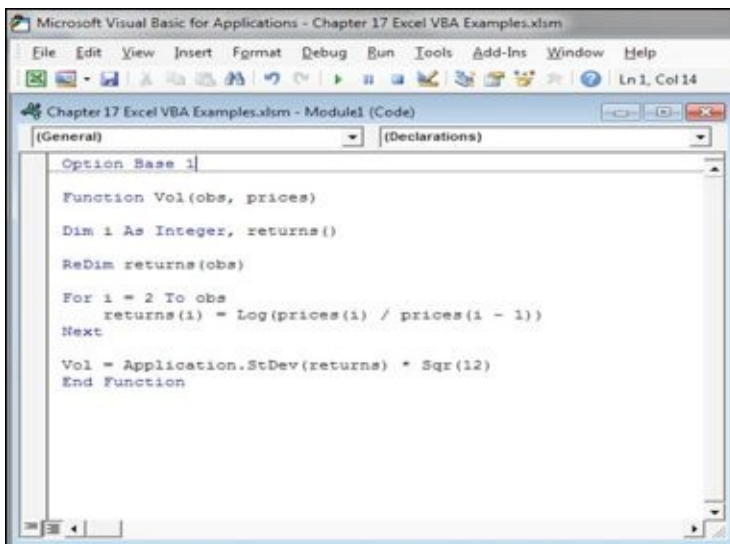 Microsoft Visual Basic for Applications - Chapter 17 Excel VBA Examples.xlsm
File Edit View Insert Format Debug Run Tools Add-Ins Window Help
Ln 1, Col 14
Chapter 17 Excel VBA Examples.xlsm - Module1 (Code)
(General) (Declarations)
Option Base 1
Function Vol(obs, prices)
Dim i As Integer, returns()
ReDim returns(obs)
For i = 2 To obs
returns(i) = Log(prices(i) / prices(i - 1))
Next
Vol = Application.StDev(returns) * Sqr(12)
End Function